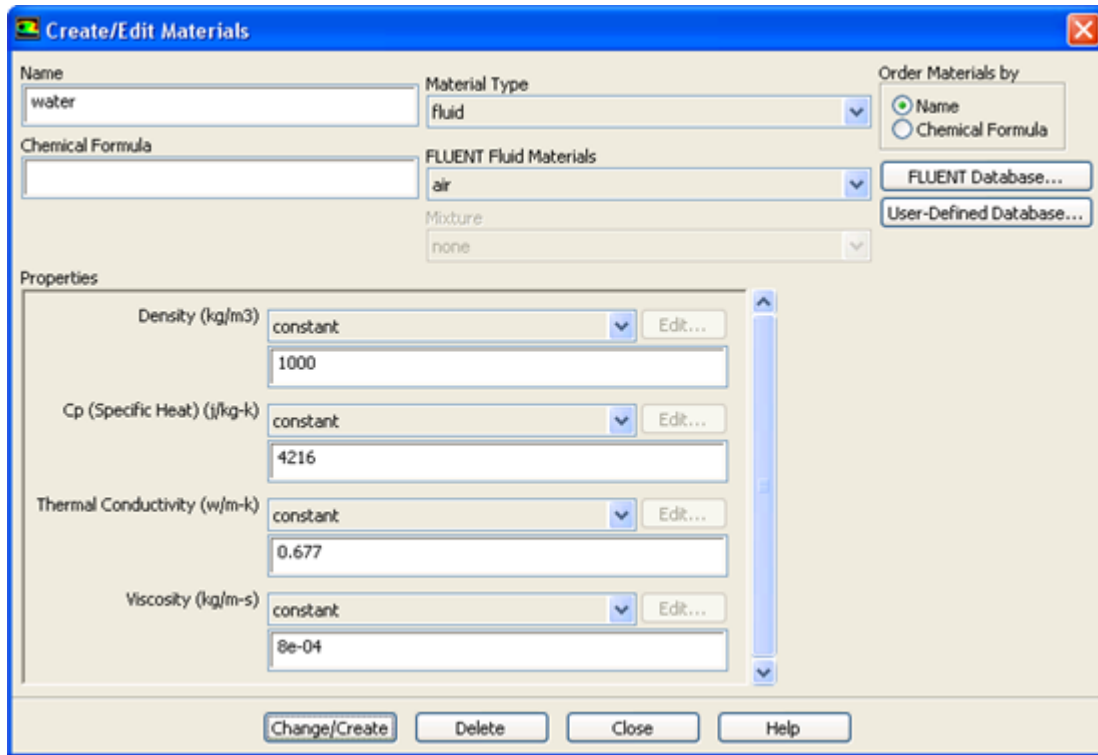 Create/Edit Materials
Name
water
Material Type
fluid
Order Materials by
Name
Chemical Formula
Chemical Formula
FLUENT Fluid Materials
air
FLUENT Database...
User-Defined Database...
Mixture
none
Properties
Density (kg/m3)
constant
Edit...
1000
Cp (Specific Heat) (j/kg-k)
constant
Edit...
4216
Thermal Conductivity (w/m-k)
constant
Edit...
0.677
Viscosity (kg/m-s)
constant
Edit...
8e-04
Change/Create
Delete
Close
Help